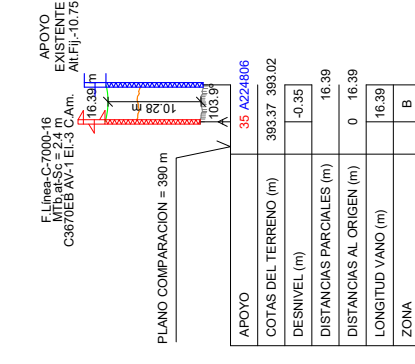 F.Línea-C-7000-16
MTb,at-Sc = 2.4 m
C3670EB AV-1 El.-3 C.Am.
APOYO
EXISTENTE
Alt.Fij.-10.75
16.39 m
10.28 m
103.9º
PLANO COMPARACION = 390 m
APOYO 35 A224806
COTAS DEL TERRENO (m) 393.37 393.02
DESNIVEL (m) -0.35
DISTANCIAS PARCIALES (m) 16.39
DISTANCIAS AL ORIGEN (m) 0 16.39
LONGITUD VANO (m) 16.39
ZONA B